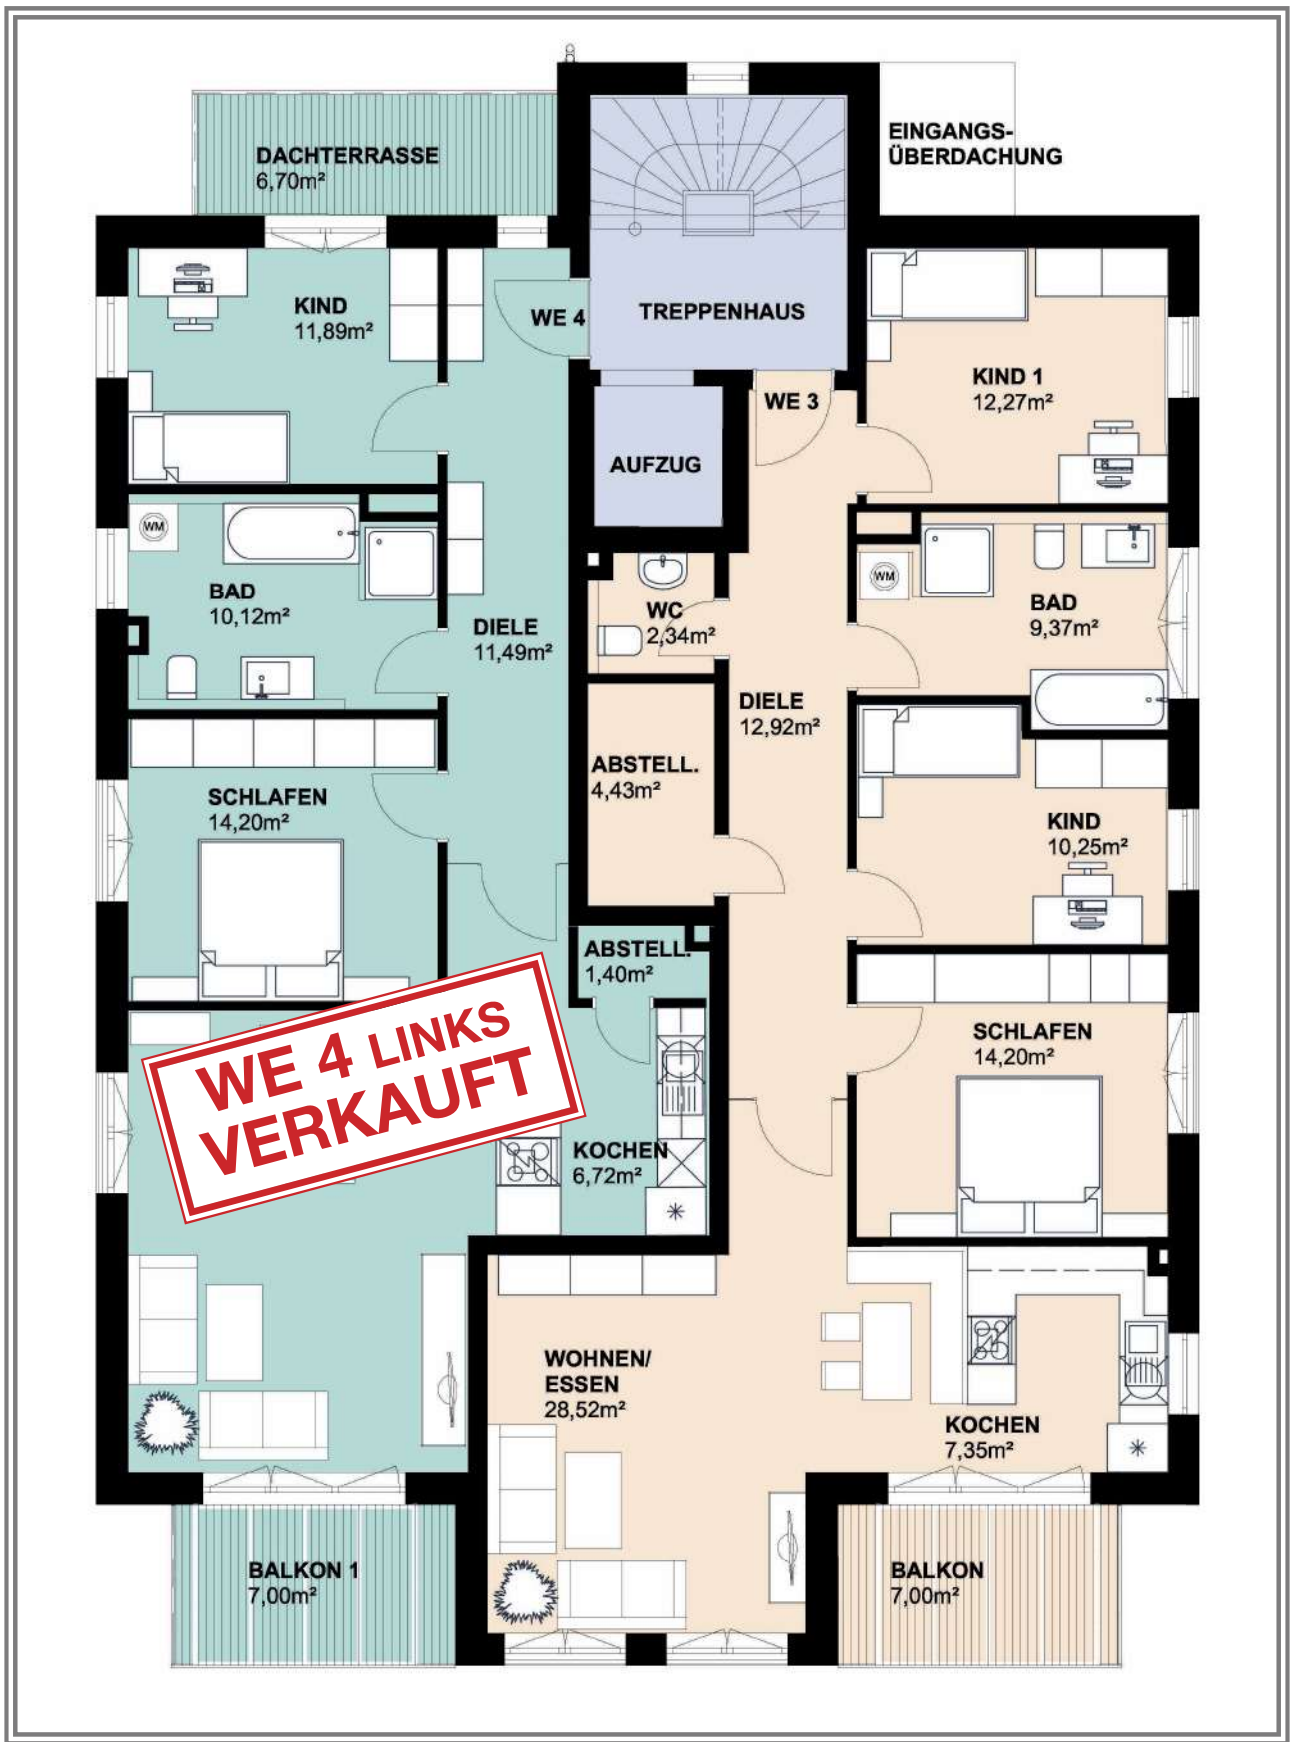 EINGANGS-
ÜBERDACHUNG
DACHTERRASSE
6,70m²
KIND
11,89m²
WE 4
TREPPENHAUS
KIND 1
12,27m²
WE 3
AUFZUG
WM
BAD
10,12m²
DIELE
11,49m²
WC
2,34m²
WM
BAD
9,37m²
DIELE
12,92m²
ABSTELL.
4,43m²
SCHLAFEN
14,20m²
KIND
10,25m²
ABSTELL.
1,40m²
WE 4 LINKS
VERKAUFT
SCHLAFEN
14,20m²
KOCHEN
6,72m²
WOHNEN/
ESSEN
28,52m²
KOCHEN
7,35m²
BALKON 1
7,00m²
BALKON
7,00m²